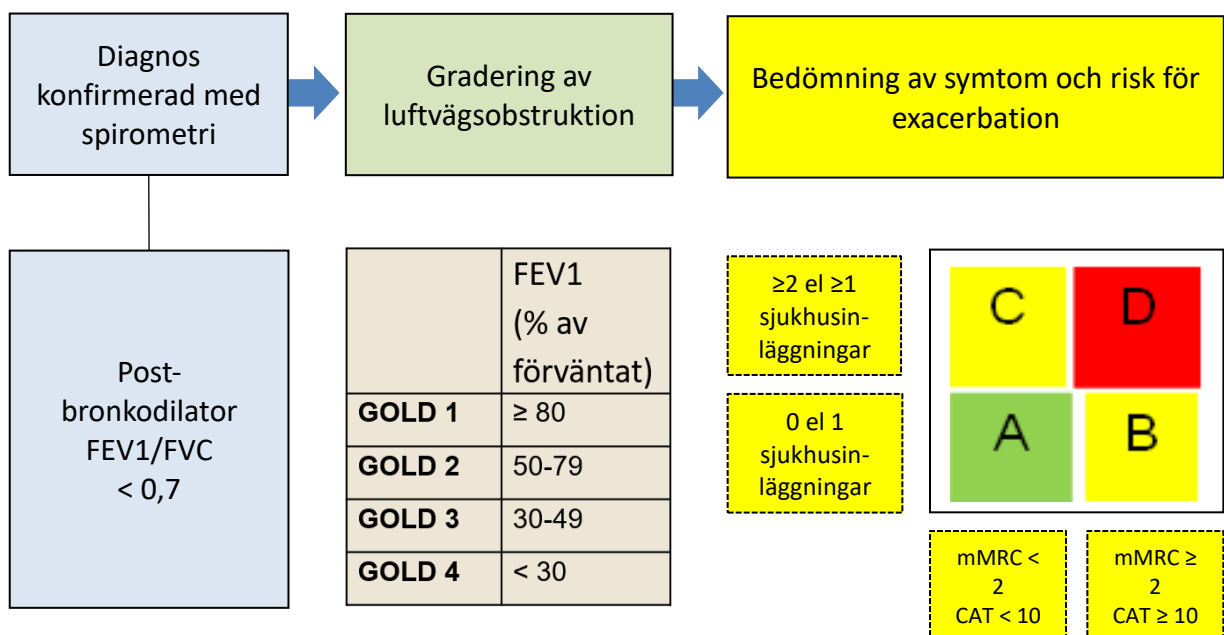 Diagnos
konfirmerad med
spirometri
Gradering av
luftvägsobstruktion
Bedömning av symtom och risk för
exacerbation
Post-
bronkodilator
FEV1/FVC
< 0,7
FEV1
(% av
förväntat)
GOLD 1 ≥ 80
GOLD 2 50-79
GOLD 3 30-49
GOLD 4 < 30
≥2 el ≥1
sjukhusin-
läggningar
0 el 1
sjukhusin-
läggningar
C D
A B
mMRC <
2
CAT < 10
mMRC ≥
2
CAT ≥ 10